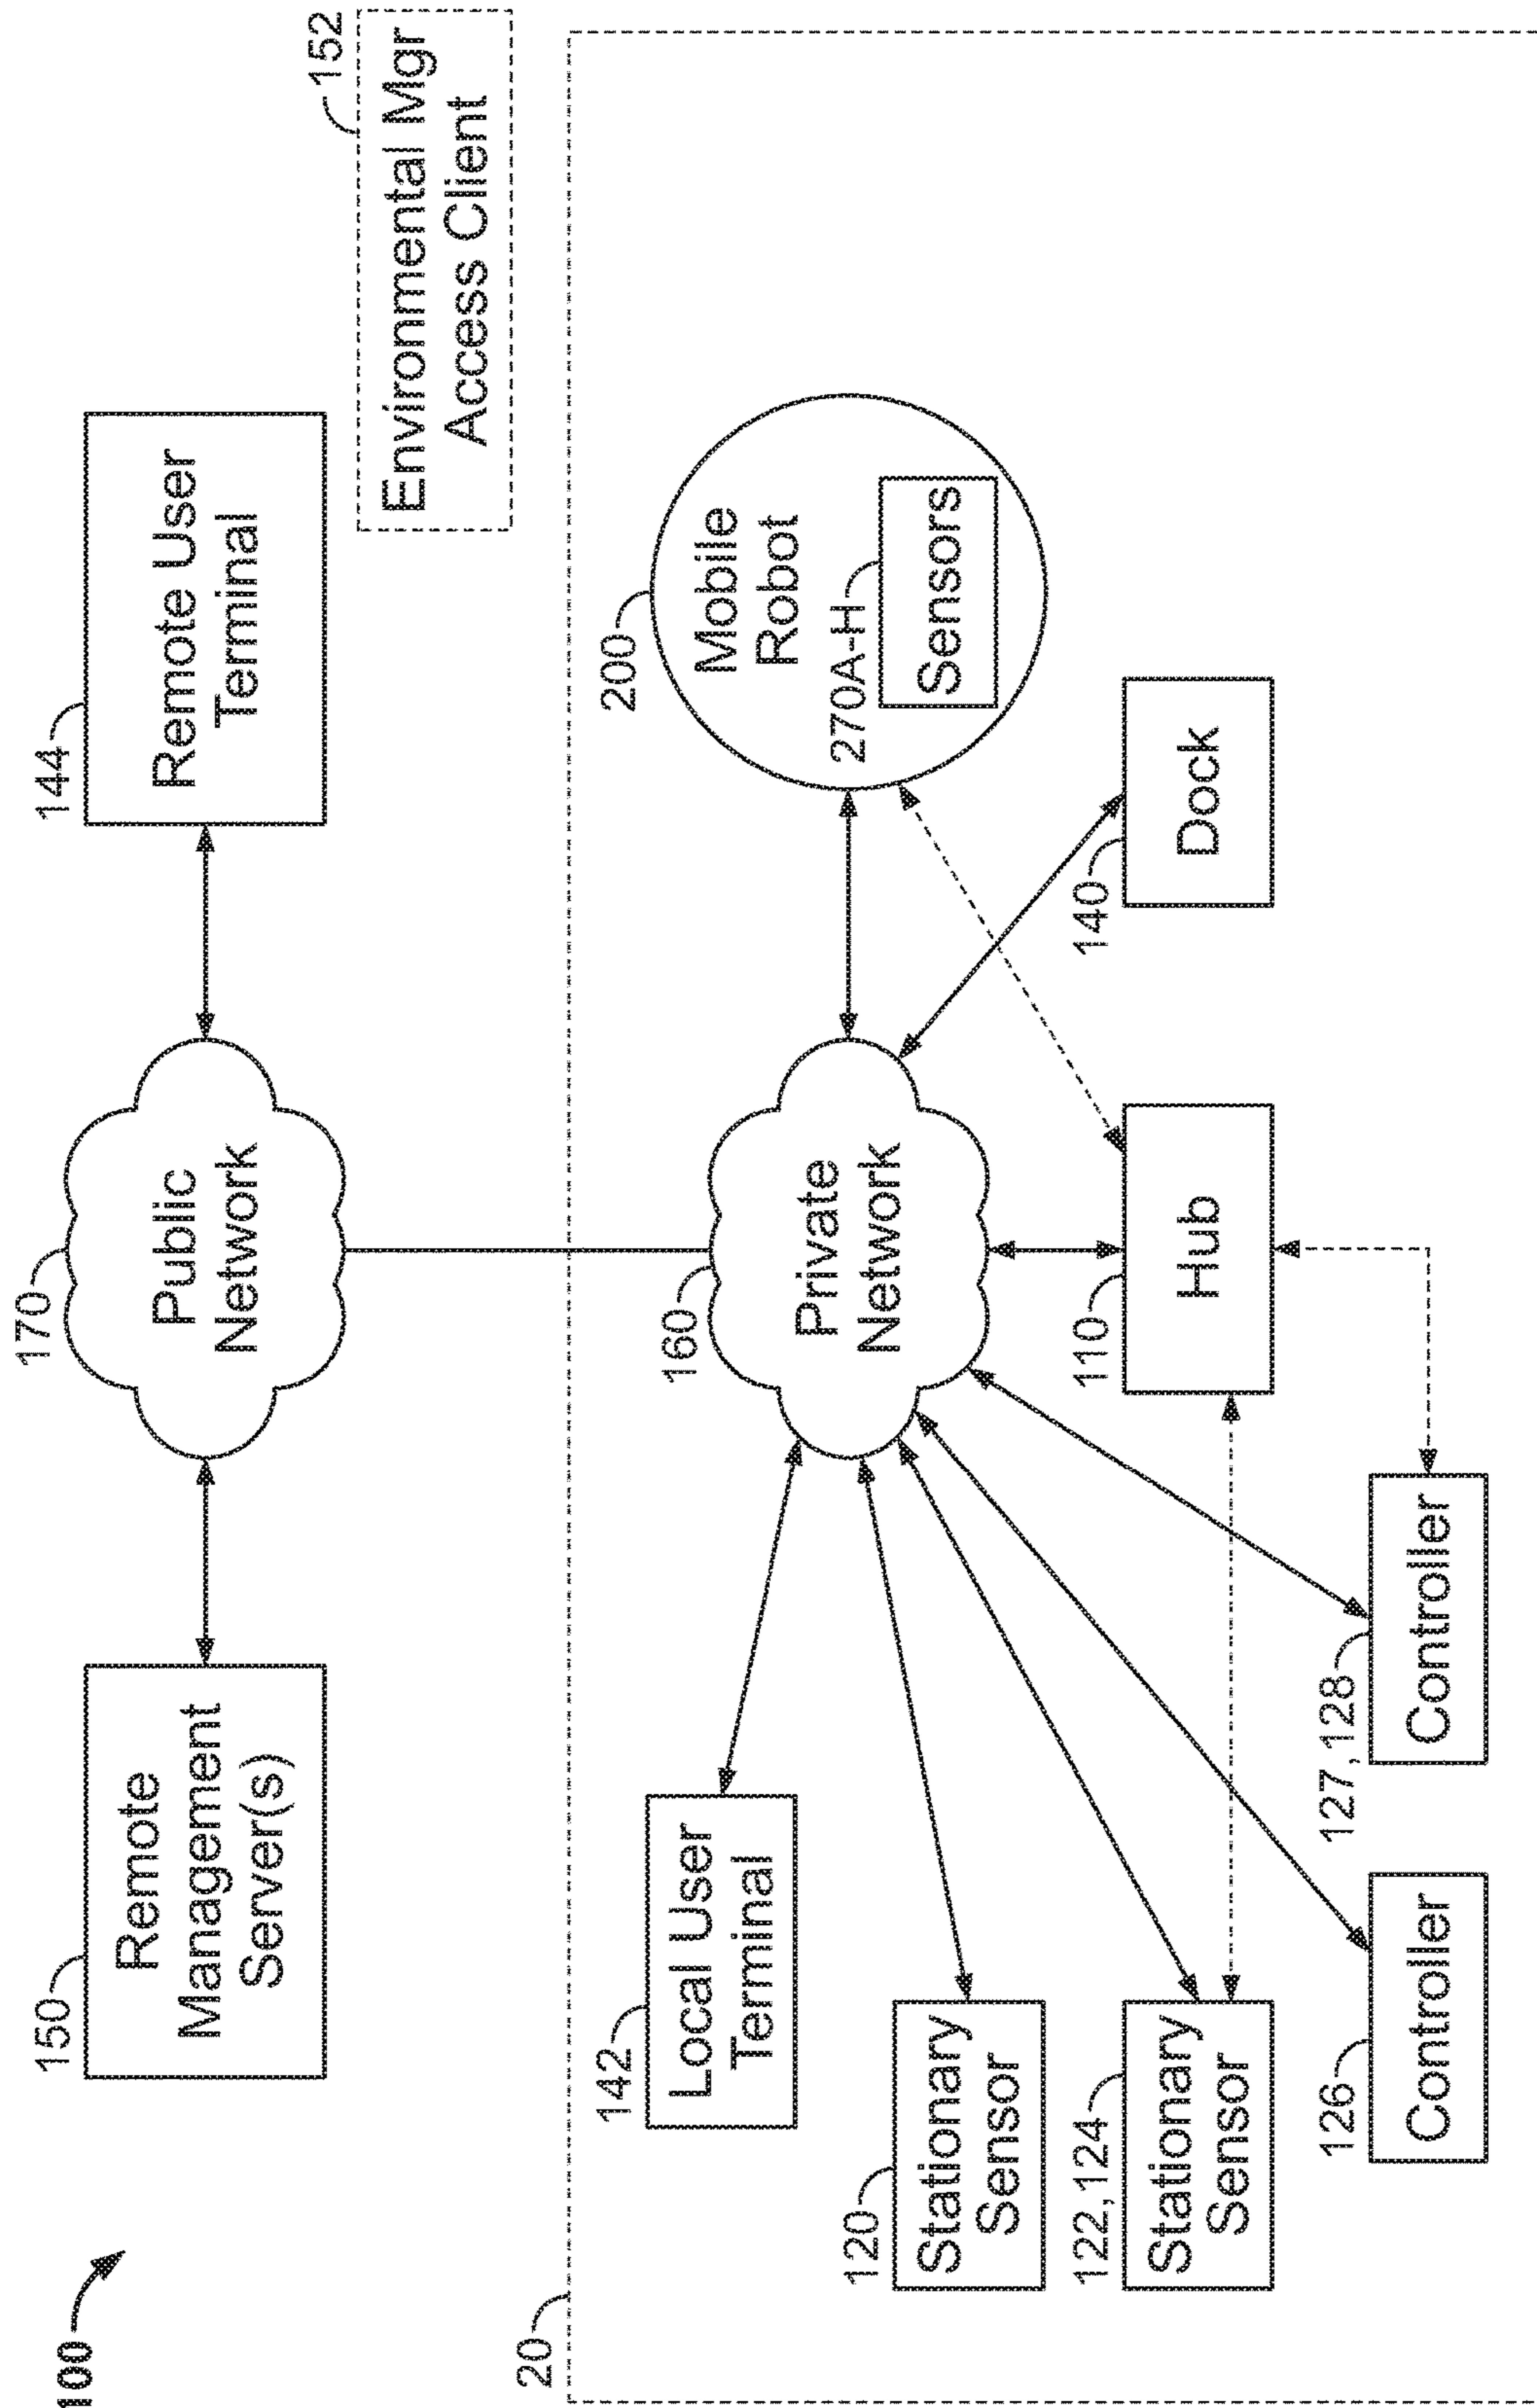 100
150
Remote
Management
Server(s)
170
Public
Network
144
Remote User
Terminal
152
Environmental Mgr
Access Client
20
142
Local User
Terminal
160
Private
Network
200
Mobile
Robot
270A-H
Sensors
120
Stationary
Sensor
122,124
Stationary
Sensor
110
Hub
140
Dock
126
Controller
127,128
Controller